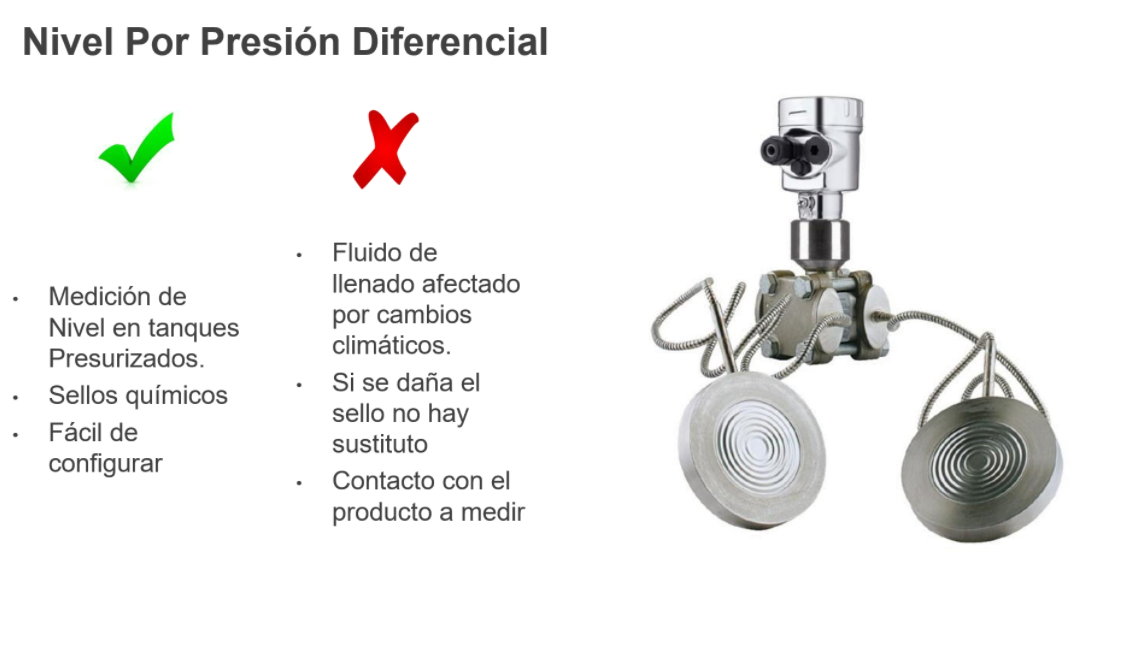 Nivel Por Presión Diferencial
• Medición de
Nivel en tanques
Presurizados.
• Sellos químicos
• Fácil de
configurar
• Fluido de
llenado afectado
por cambios
climáticos.
• Si se daña el
sello no hay
sustituto
• Contacto con el
producto a medir